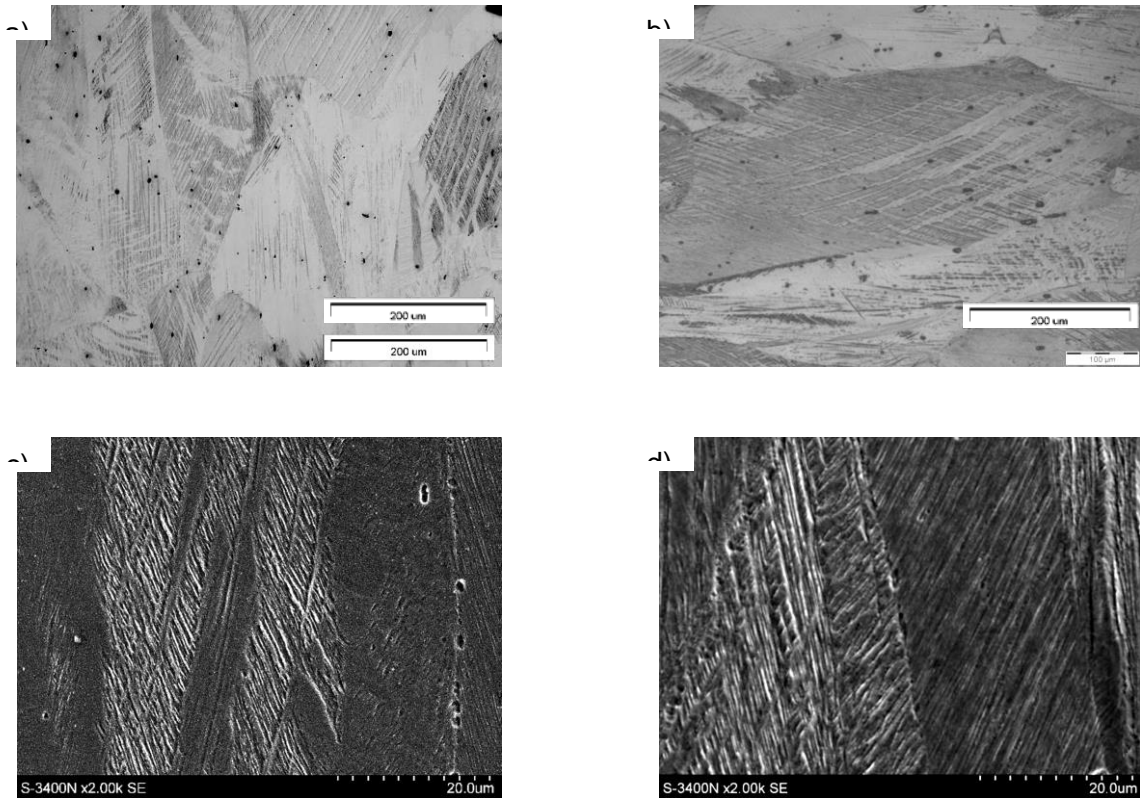 a)
b)
200 um
200 um
200 um
100 µm
c)
d)
S-3400N x2.00k SE
20.0um
S-3400N x2.00k SE
20.0um